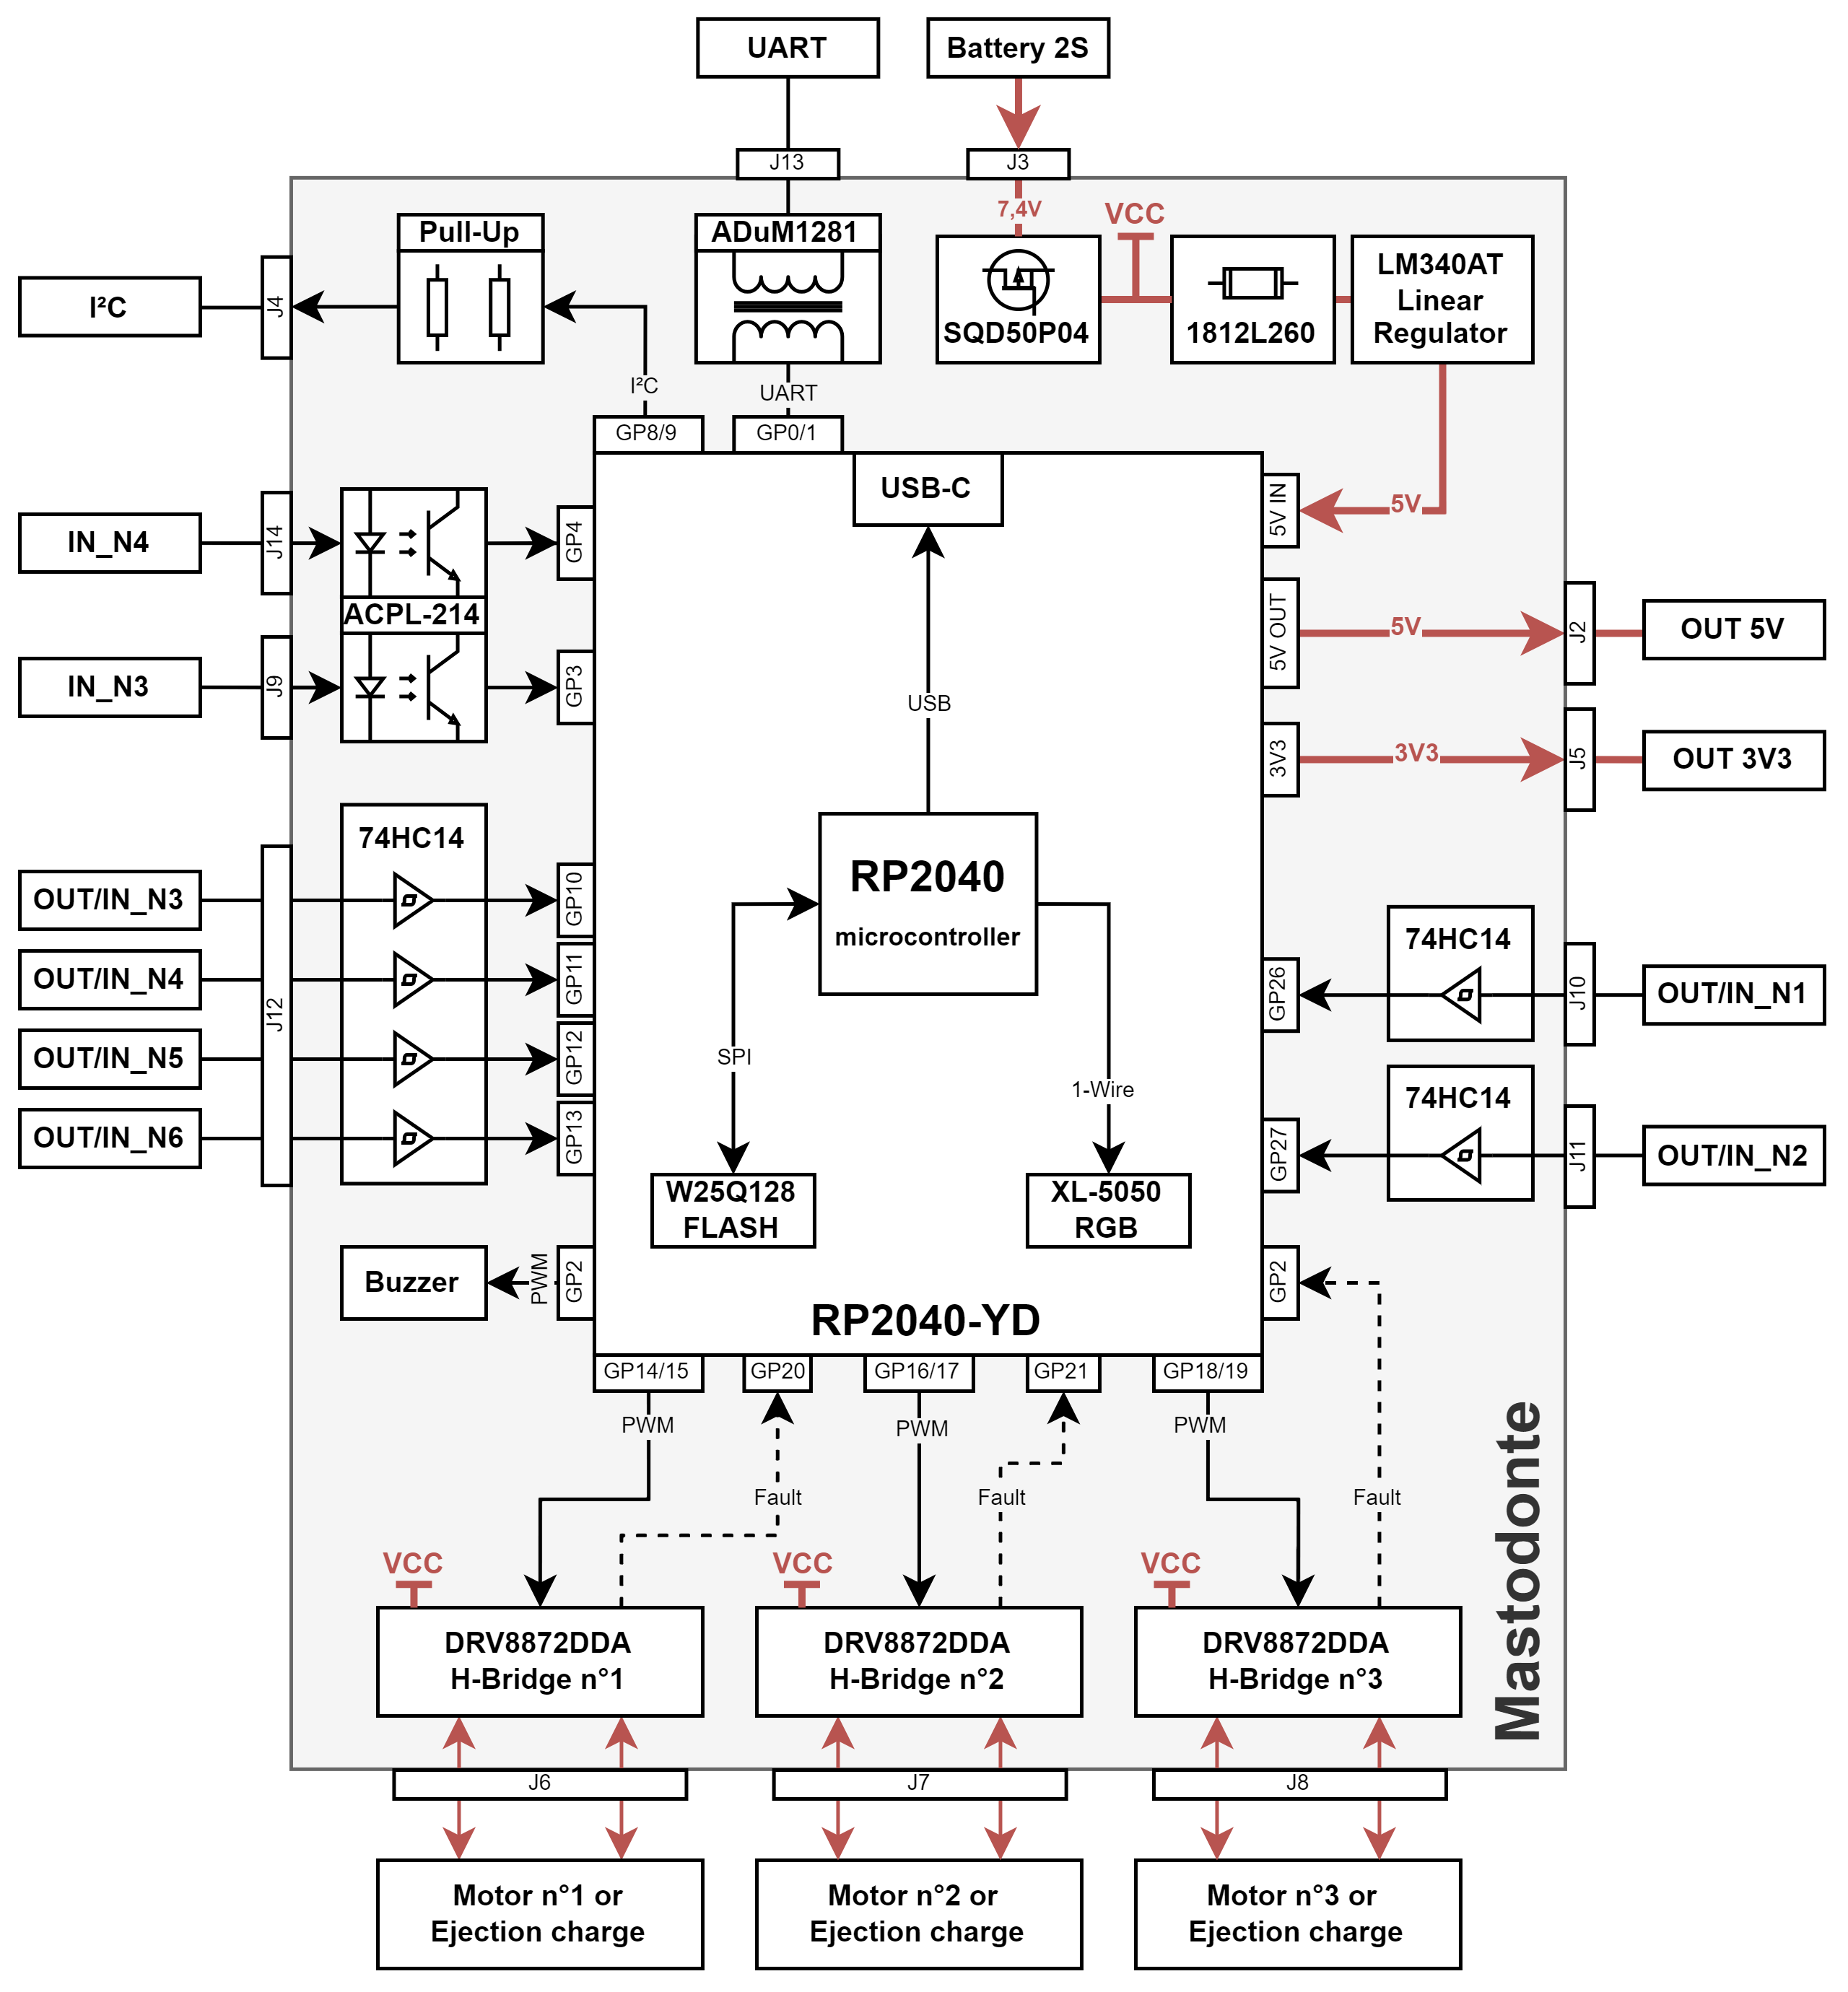 UART
Battery 2S
J13
J3
7,4V
VCC
Pull-Up
ADuM1281
SQD50P04
1812L260
LM340AT
Linear
Regulator
I²C
J4
I²C
UART
GP8/9
GP0/1
USB-C
5V IN
5V
IN_N4
J14
GP4
ACPL-214
IN_N3
J9
GP3
5V OUT
5V
J2
OUT 5V
USB
3V3
3V3
J5
OUT 3V3
74HC14
RP2040
microcontroller
OUT/IN_N3
OUT/IN_N4
OUT/IN_N5
OUT/IN_N6
J12
GP10
GP11
GP12
GP13
SPI
1-Wire
W25Q128
FLASH
XL-5050
RGB
GP26
74HC14
J10
OUT/IN_N1
GP27
74HC14
J11
OUT/IN_N2
Buzzer
PWM
GP2
GP2
RP2040-YD
GP14/15
GP20
GP16/17
GP21
GP18/19
PWM
PWM
PWM
Fault
Fault
Fault
VCC
VCC
VCC
DRV8872DDA
H-Bridge n°1
DRV8872DDA
H-Bridge n°2
DRV8872DDA
H-Bridge n°3
Mastodonte
J6
J7
J8
Motor n°1 or
Ejection charge
Motor n°2 or
Ejection charge
Motor n°3 or
Ejection charge